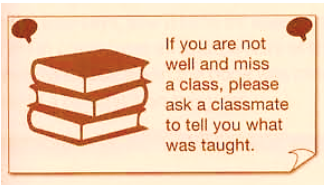 If you are not
well and miss
a class, please
ask a classmate
to tell you what
was taught.